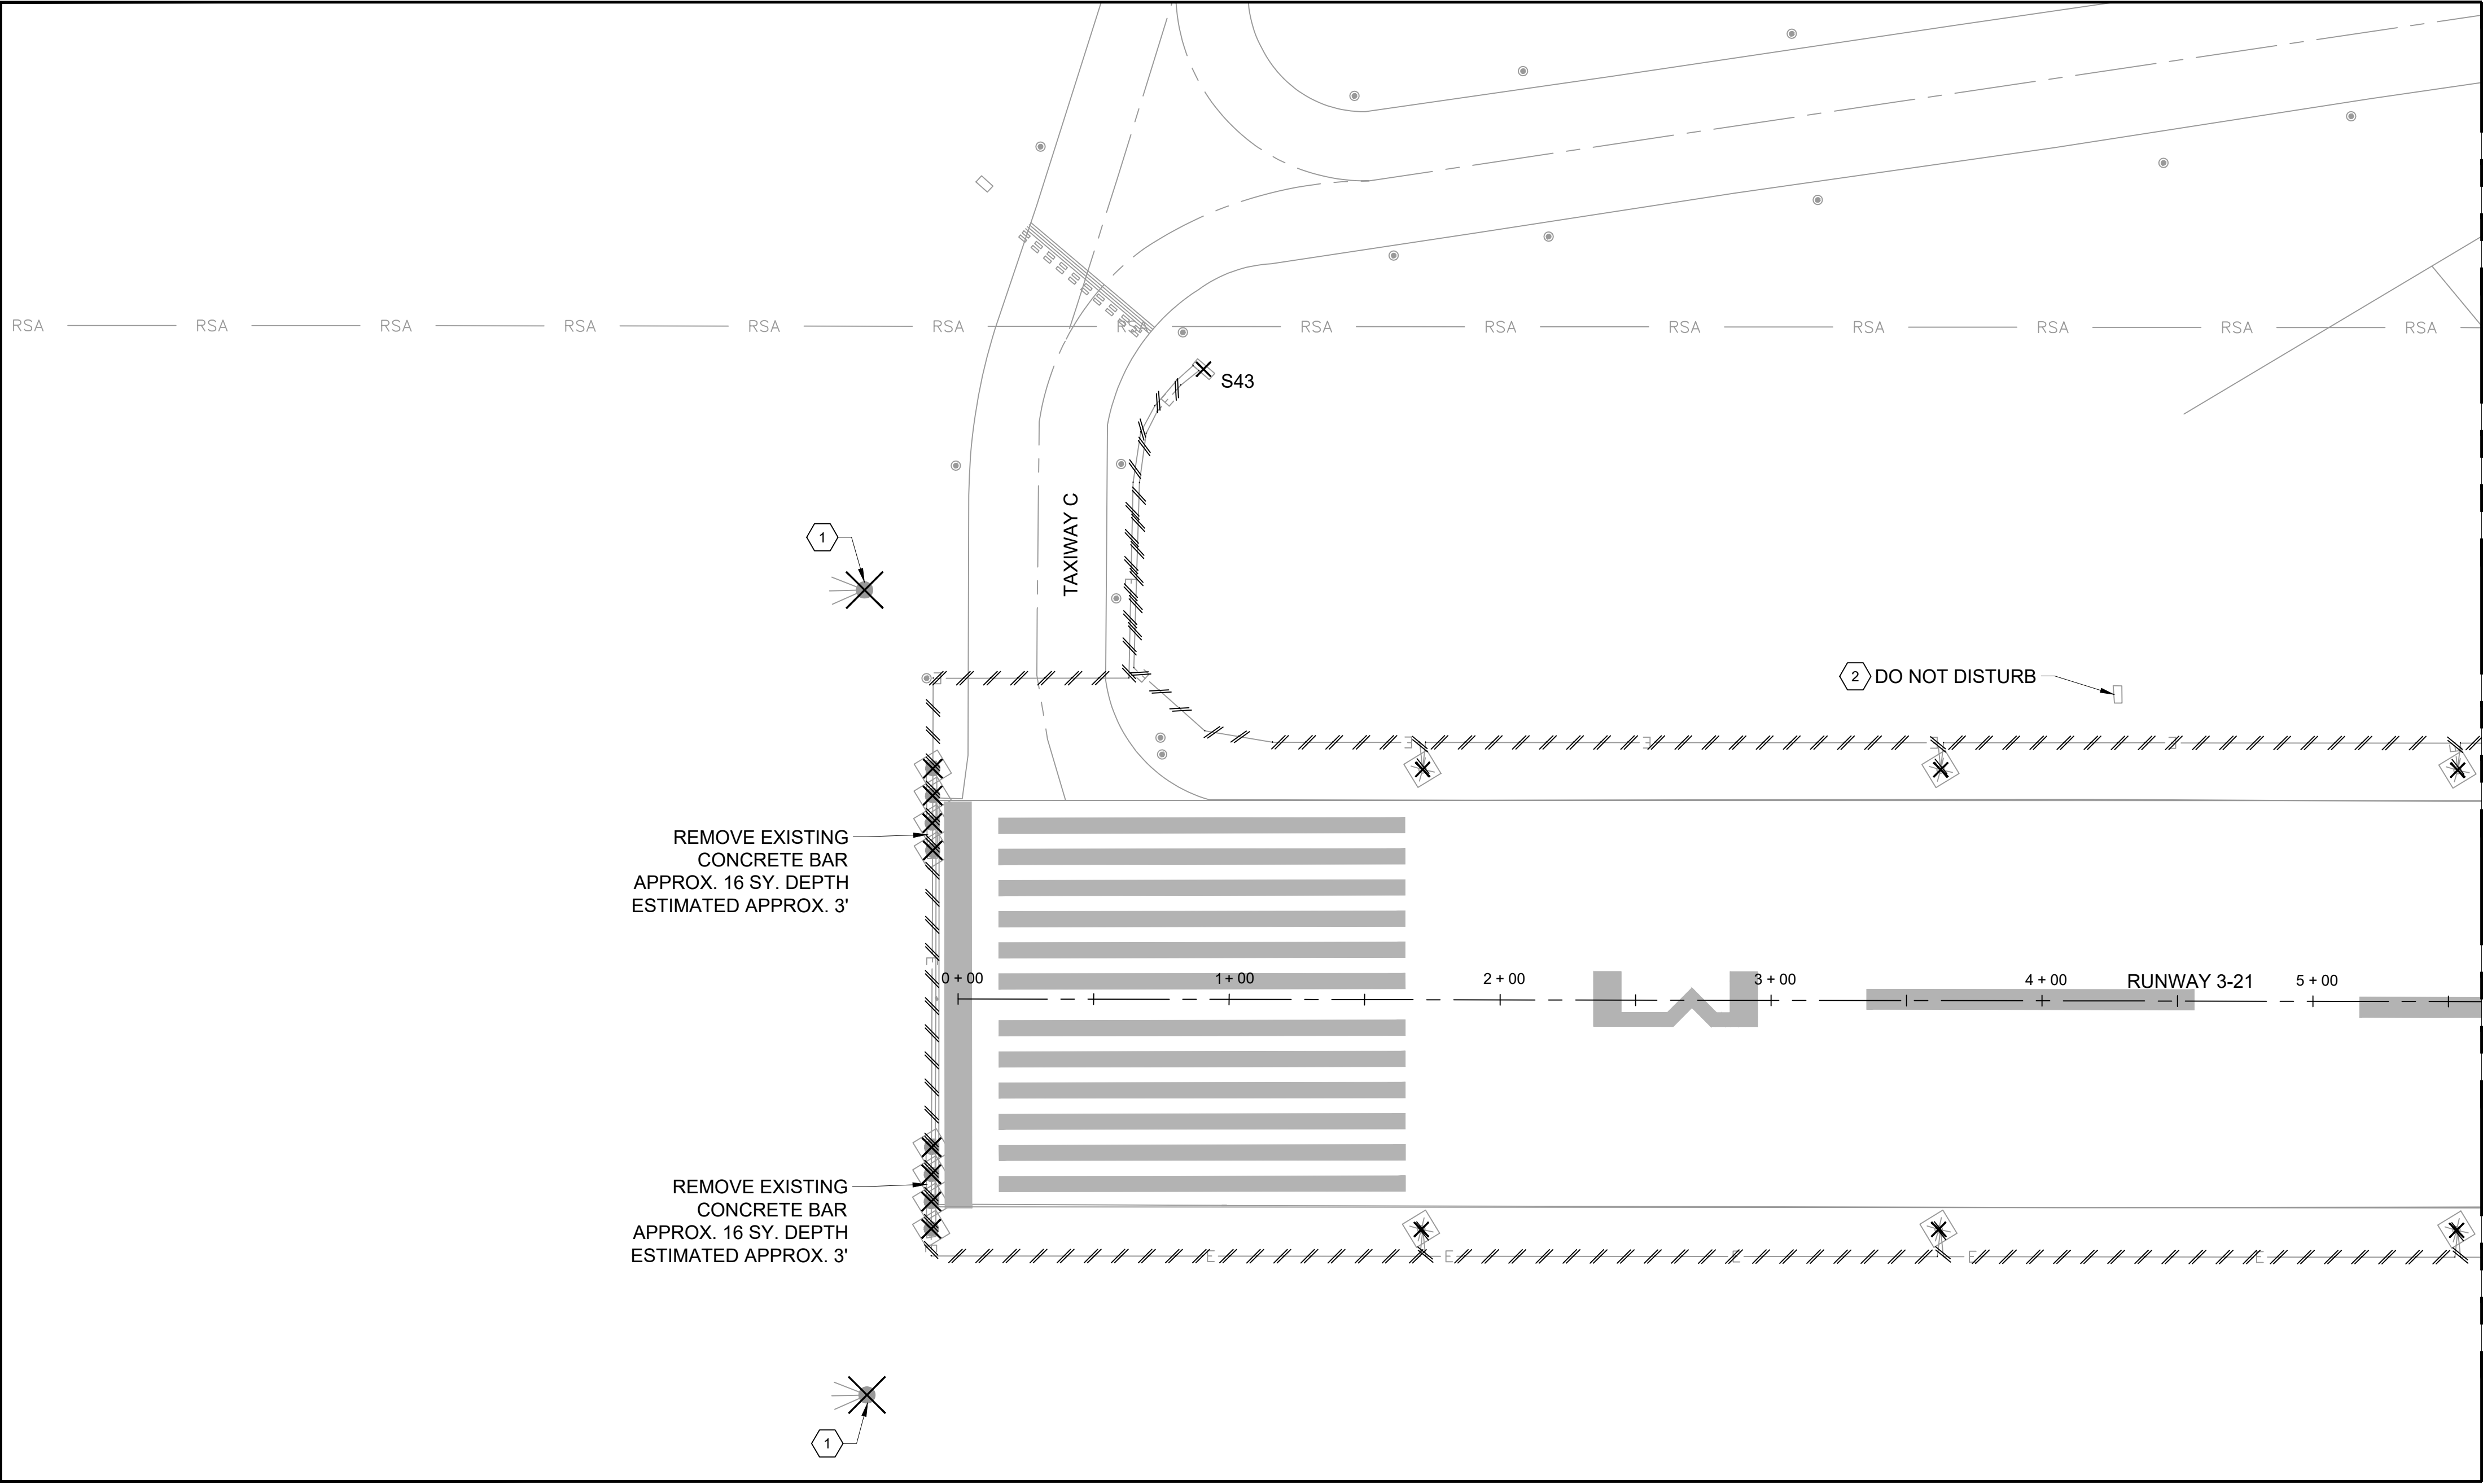 RSA RSA RSA RSA RSA RSA RSA RSA RSA RSA RSA RSA RSA RSA
S43
TAXIWAY C
1
2 DO NOT DISTURB
E
E
E E E E E
REMOVE EXISTING
CONCRETE BAR
APPROX. 16 SY. DEPTH
ESTIMATED APPROX. 3'
E
0 + 00 1 + 00 2 + 00 3 + 00 4 + 00 RUNWAY 3-21 5 + 00
3
REMOVE EXISTING
CONCRETE BAR
APPROX. 16 SY. DEPTH
ESTIMATED APPROX. 3'
E E E E E
1